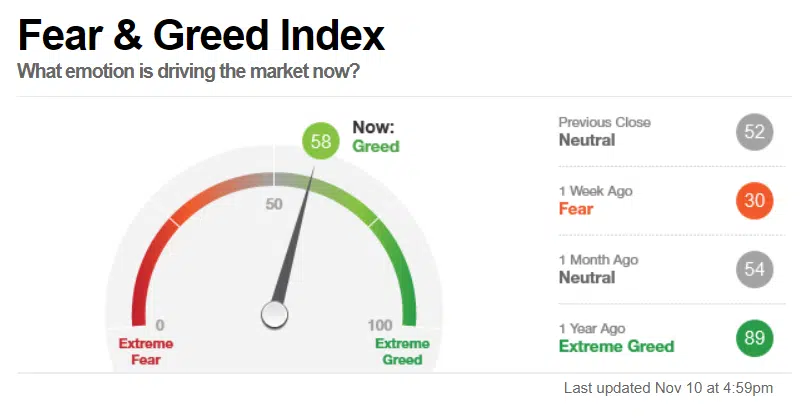 Fear & Greed Index
What emotion is driving the market now?
58
Now:
Greed
50
0
100
Extreme
Fear
Extreme
Greed
Previous Close
Neutral
52
1 Week Ago
Fear
30
1 Month Ago
Neutral
54
1 Year Ago
Extreme Greed
89
Last updated Nov 10 at 4:59pm